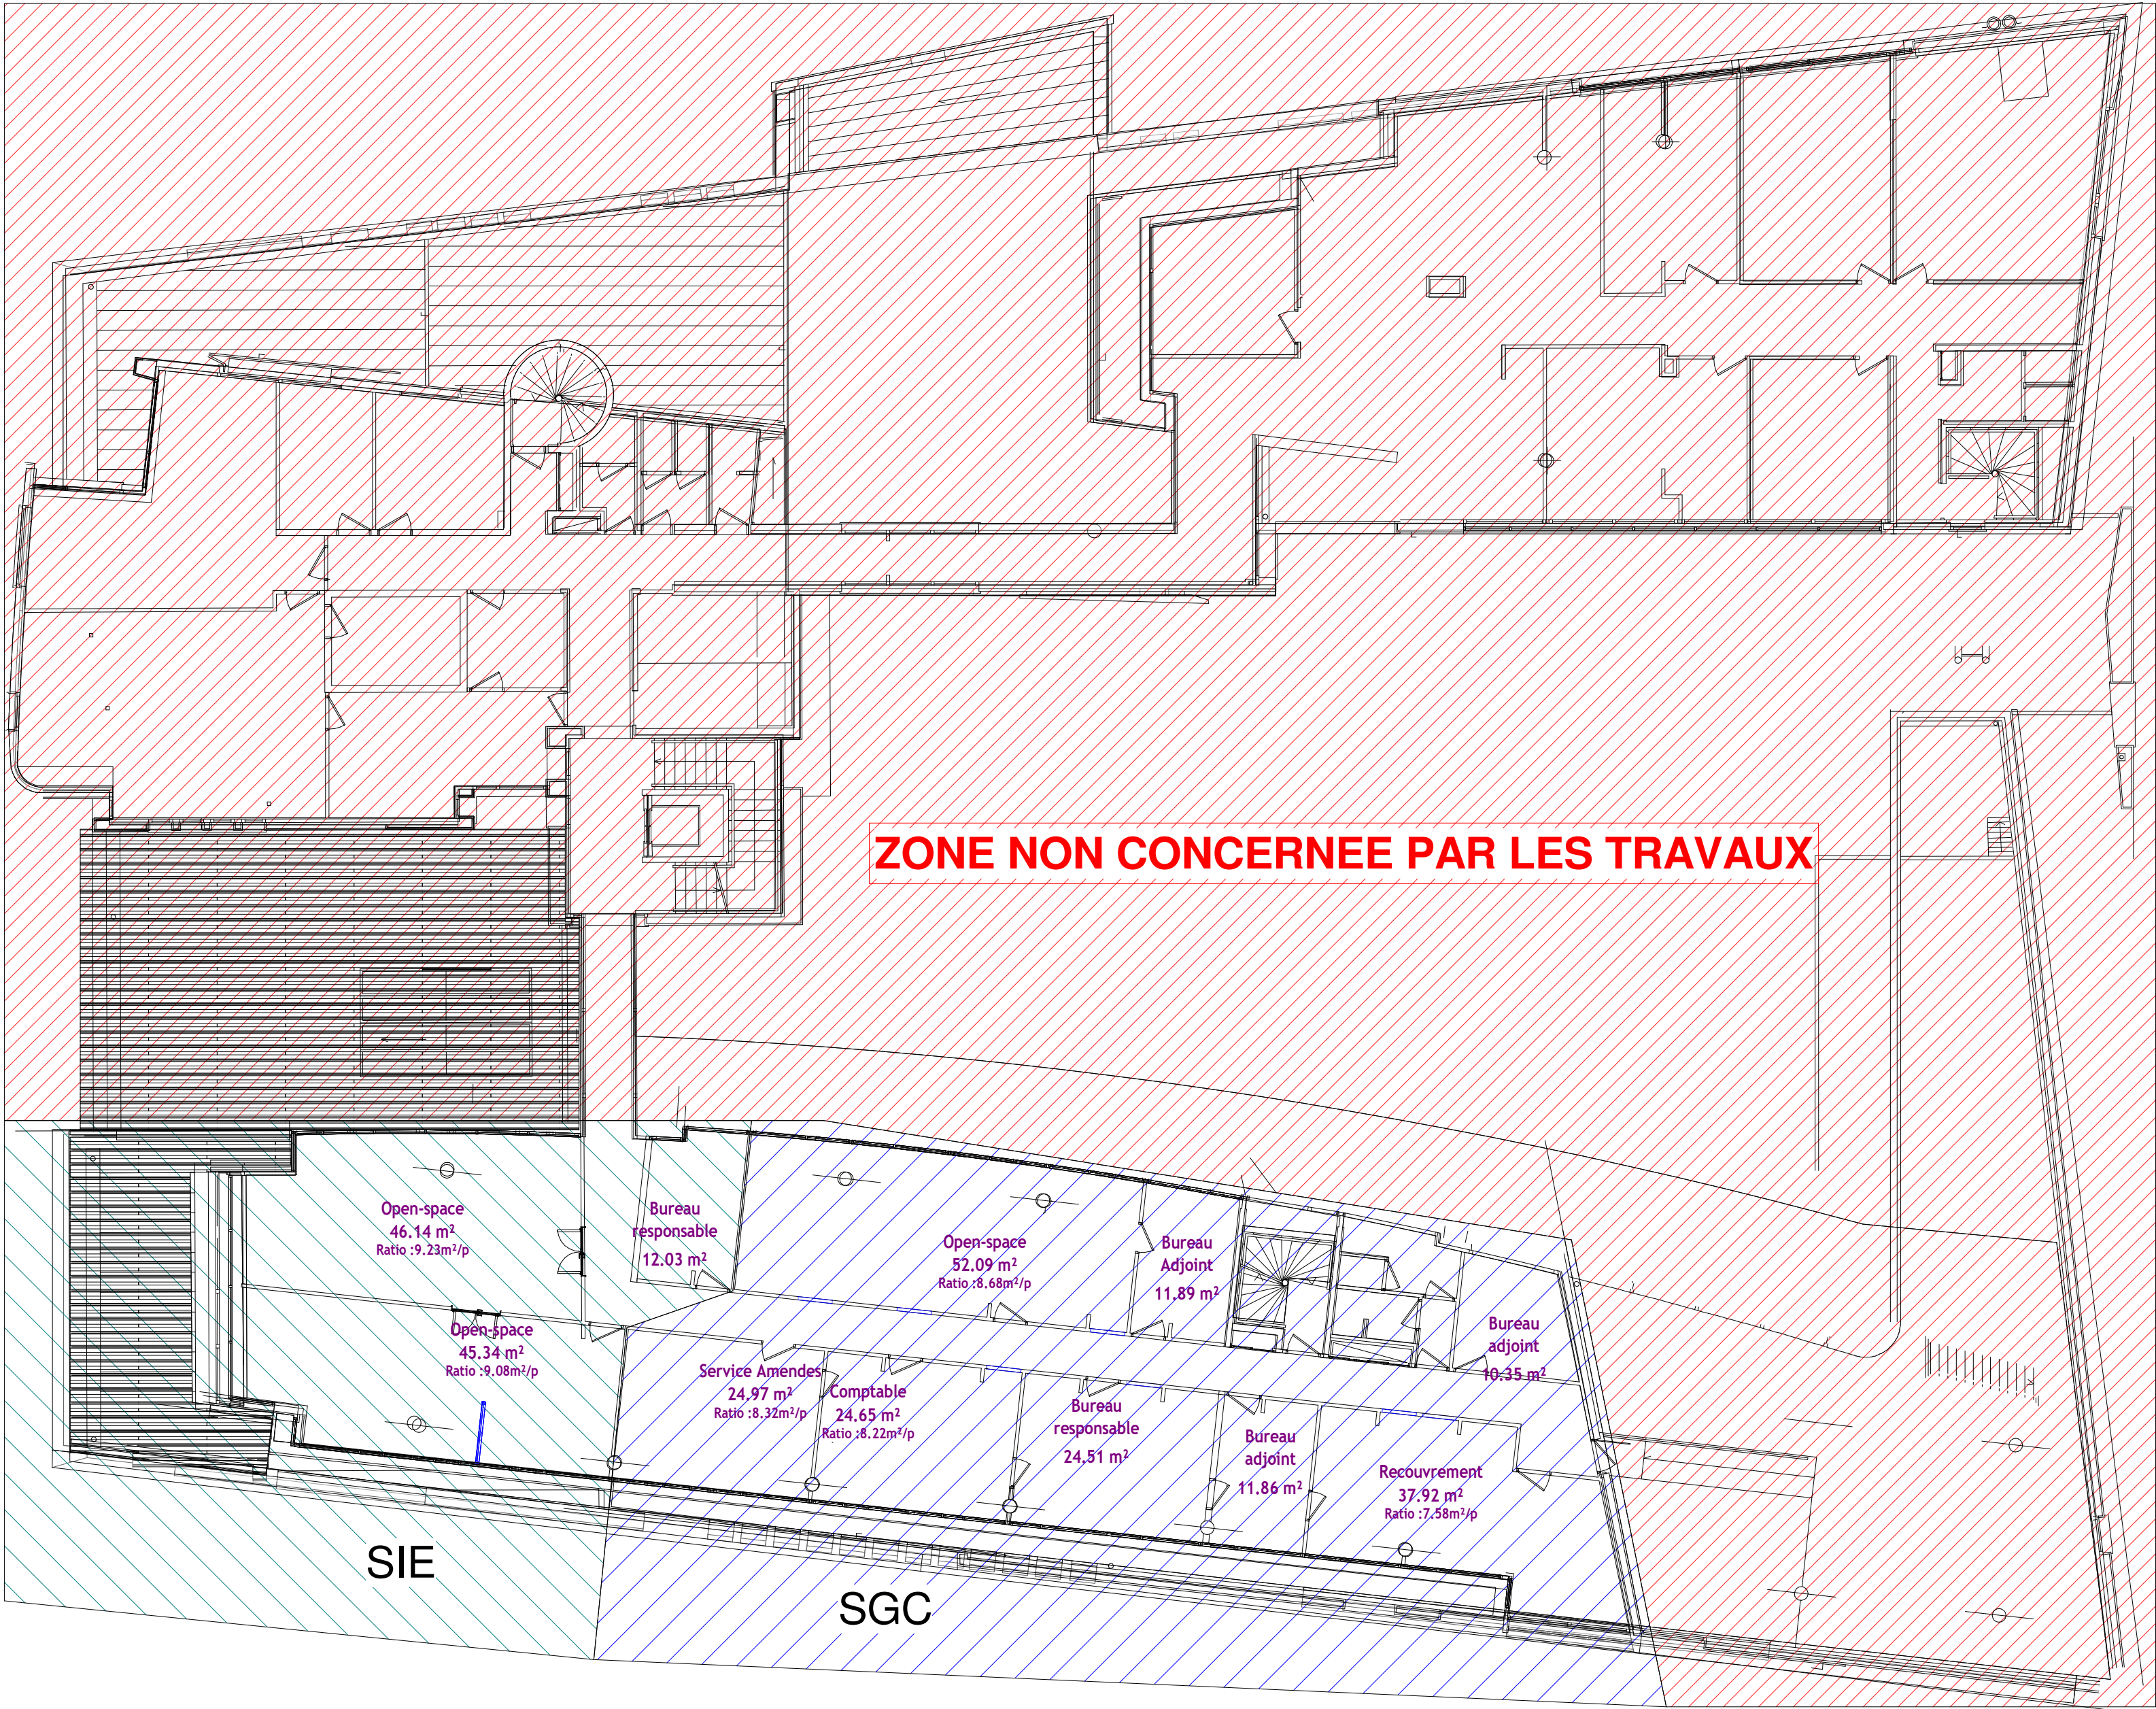 ZONE NON CONCERNEE PAR LES TRAVAUX
Open-space
46.14 m²
Ratio :9.23m²/p
Bureau
responsable
12.03 m²
Open-space
52.09 m²
Ratio :8.68m²/p
Bureau
Adjoint
11.89 m²
Bureau
adjoint
10.35 m²
Open-space
45.34 m²
Ratio :9.08m²/p
Service Amendes
24.97 m²
Ratio :8.32m²/p
Comptable
24.65 m²
Ratio :8.22m²/p
Bureau
responsable
24.51 m²
Bureau
adjoint
11.86 m²
Recouvrement
37.92 m²
Ratio :7.58m²/p
SIE
SGC